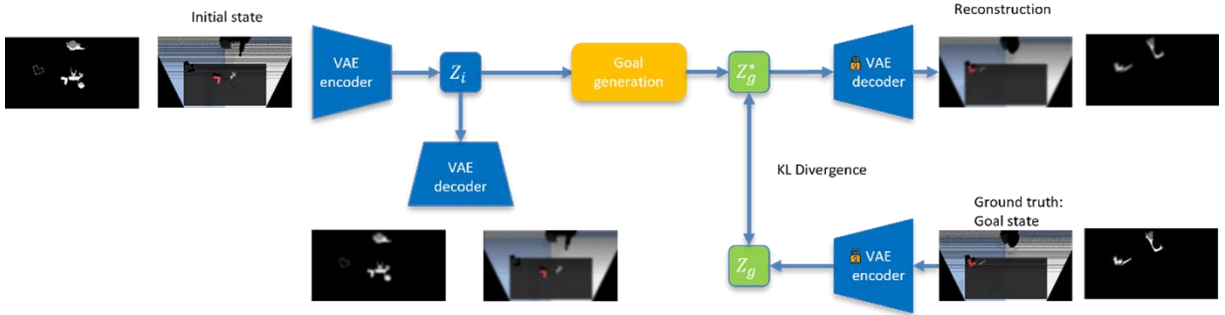 Initial state
Reconstruction
VAE
encoder
Z_i
Goal
generation
Z_g^*
VAE
decoder
VAE
decoder
KL Divergence
Ground truth:
Goal state
Z_g
VAE
encoder